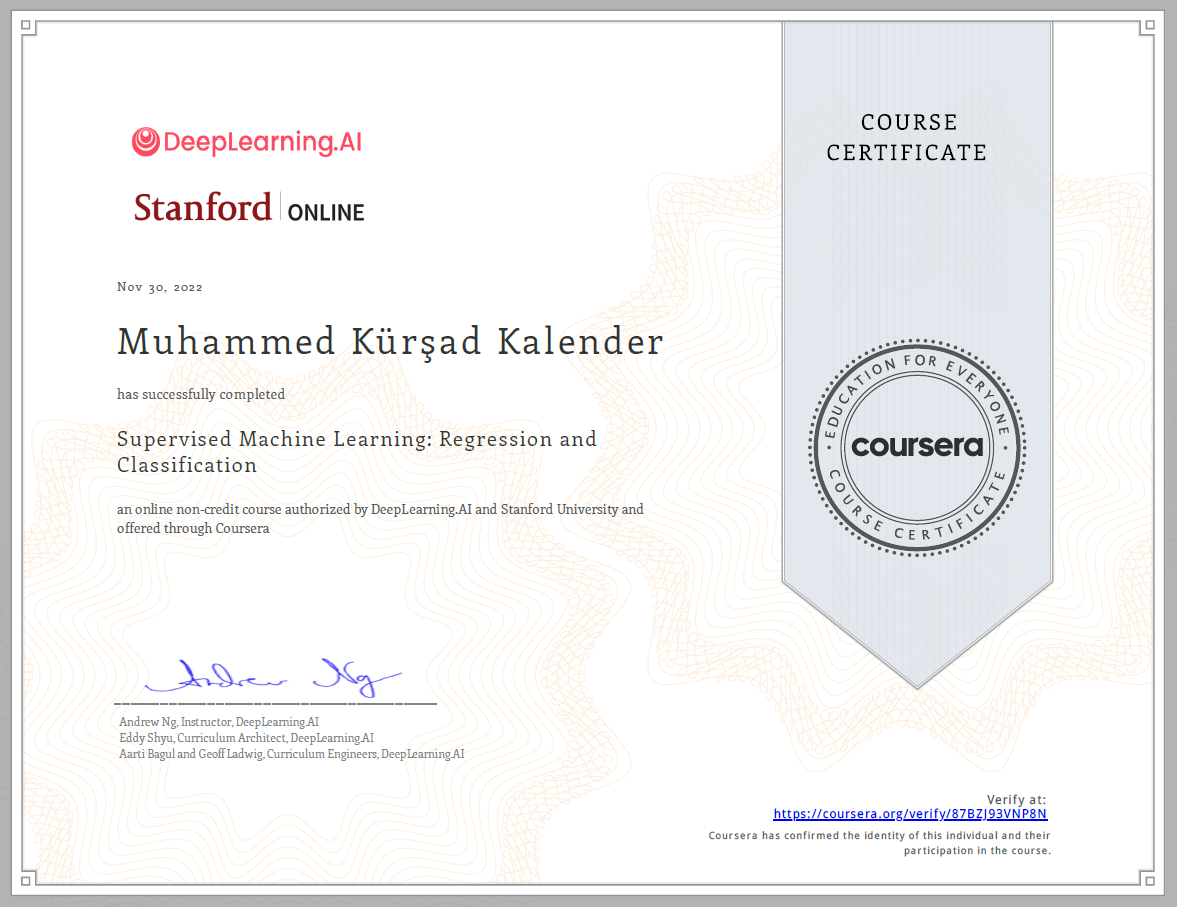 DeepLearning.AI
Stanford ONLINE
Nov 30, 2022
Muhammed Kürşad Kalender
has successfully completed
Supervised Machine Learning: Regression and
Classification
an online non-credit course authorized by DeepLearning.AI and Stanford University and
offered through Coursera
Andrew Ng
Andrew Ng, Instructor, DeepLearning.AI
Eddy Shyu, Curriculum Architect, DeepLearning.AI
Aarti Bagul and Geoff Ladwig, Curriculum Engineers, DeepLearning.AI
COURSE
CERTIFICATE
EDUCATION FOR EVERYONE
coursera
COURSE CERTIFICATE
Verify at:
https://coursera.org/verify/87BZJ93VNP8N
Coursera has confirmed the identity of this individual and their
participation in the course.